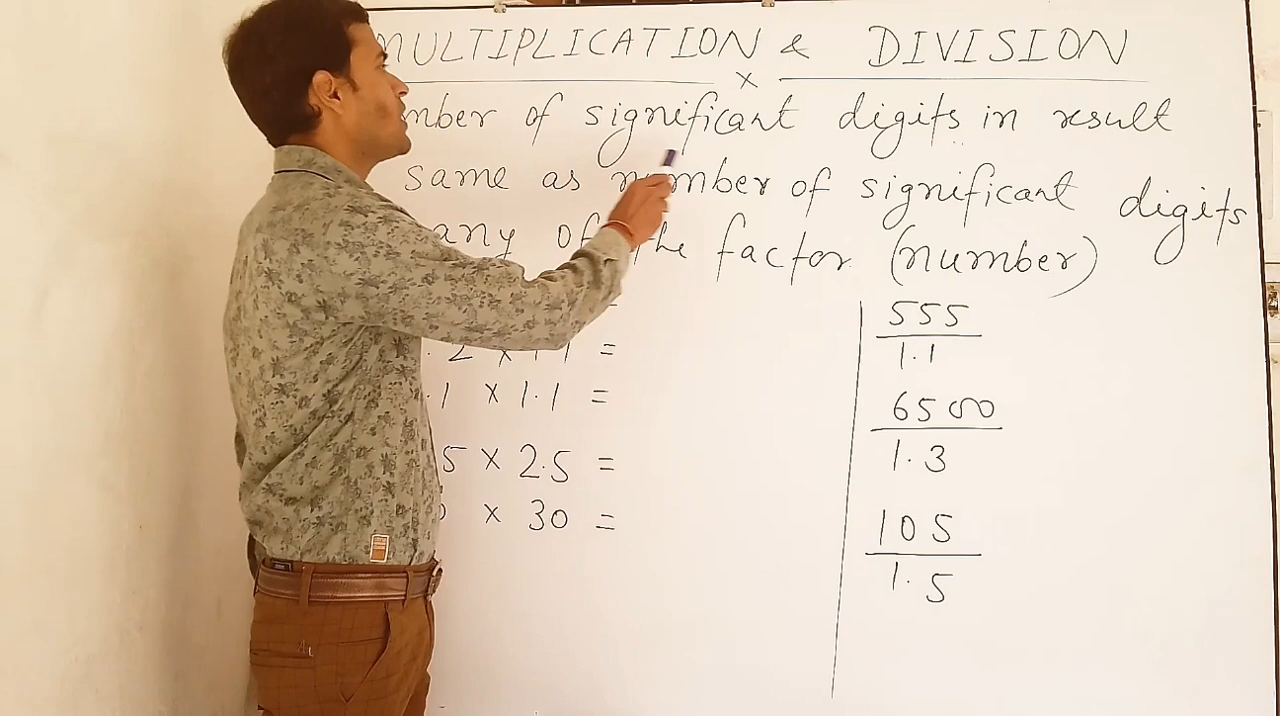 MULTIPLICATION & DIVISION
×
mber of significant digits in result
same as number of significant digits
any of the factor (number)
. 2 × 1.1 =
.1 × 1.1 =
5 × 2.5 =
× 30 =
555
1.1
6500
1.3
105
1.5